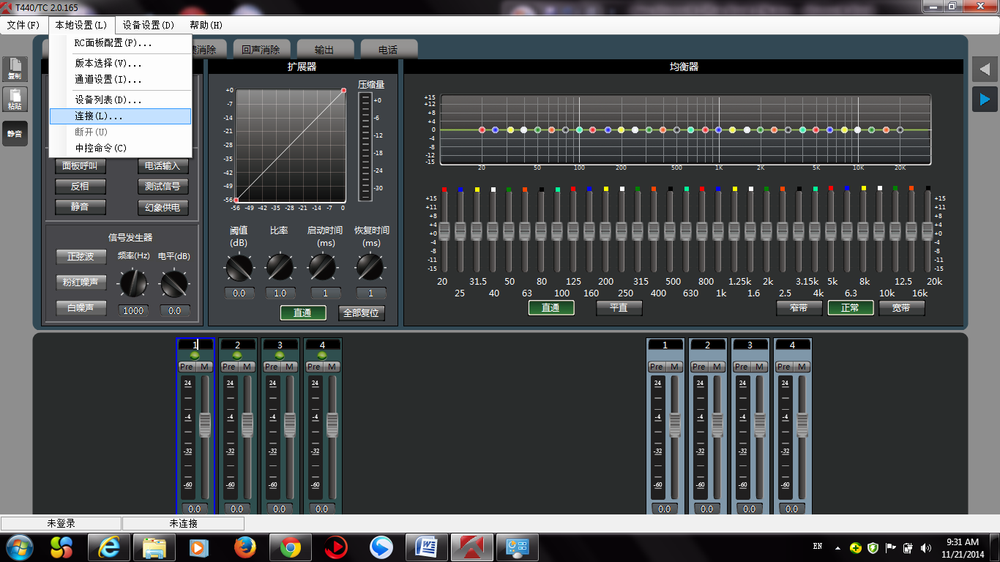 T440/TC 2.0.165
文件(F) 本地设置(L) 设备设置(D) 帮助(H)
RC面板配置(P)...
版本选择(V)...
通道设置(I)...
设备列表(D)...
连接(L)...
断开(U)
中控命令(C)
消除 回声消除 输出 电话
复制
粘贴
静音
面板呼叫 电话输入
反相 测试信号
静音 幻象供电
信号发生器
正弦波 频率(Hz) 电平(dB)
粉红噪声
白噪声 1000 0.0
扩展器
压缩量
+0
-7
-14
-21
-28
-35
-42
-49
-56
-56 -49 -42 -35 -28 -21 -14 -7 0
+0
-6
-12
-18
-24
-30
阈值 比率 启动时间 恢复时间
(dB) (ms) (ms)
0.0 1.0 1 1
直通 全部复位
均衡器
+15
+12
+8
+4
0
-4
-8
-12
-15
20 50 100 200 500 1K 2K 5K 10K 20K
+15 +15
+11 +11
+8 +8
+4 +4
+0 +0
-4 -4
-8 -8
-11 -11
-15 -15
20 31.5 50 80 125 200 315 500 800 1.25k 2k 3.15k 5k 8k 12.5 20k
25 40 63 100 160 250 400 630 1k 1.6 2.5 4k 6.3 10k 16k
直通 平直 窄带 正常 宽带
1 2 3 4 1 2 3 4
Pre M Pre M Pre M Pre M Pre M Pre M Pre M Pre M
24 24 24 24 24 24 24 24
-4 -4 -4 -4 -4 -4 -4 -4
-32 -32 -32 -32 -32 -32 -32 -32
-60 -60 -60 -60 -60 -60 -60 -60
0.0 0.0 0.0 0.0 0.0 0.0 0.0 0.0
未登录 未连接
EN
9:31 AM
11/21/2014